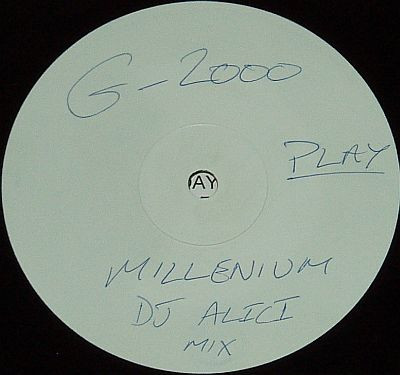 G-2000
PLAY
AY
MILLENIUM
DJ ALICI
MIX